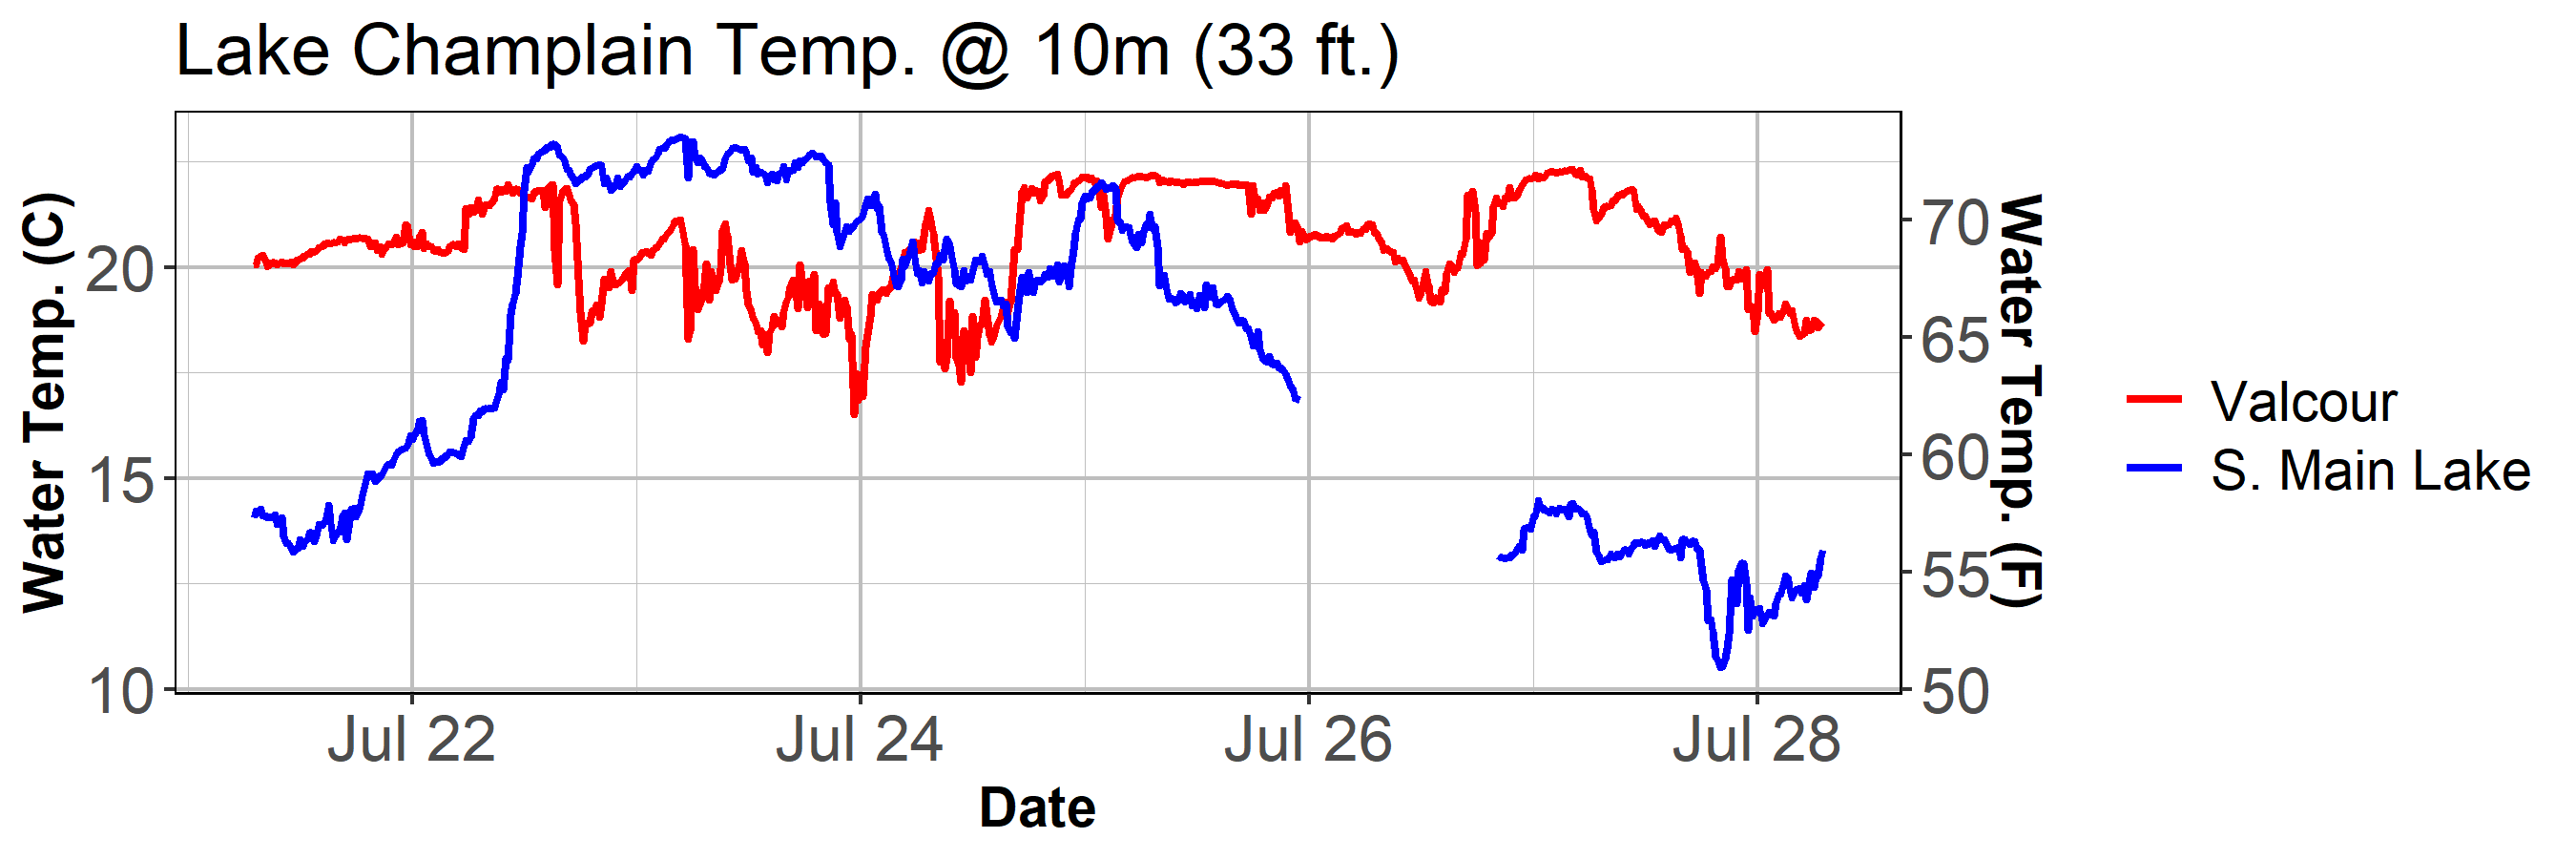 Lake Champlain Temp. @ 10m (33 ft.)
Water Temp. (C)
20
15
10
70
65
60
55
50
Water Temp. (F)
Jul 22
Jul 24
Jul 26
Jul 28
Date
Valcour
S. Main Lake